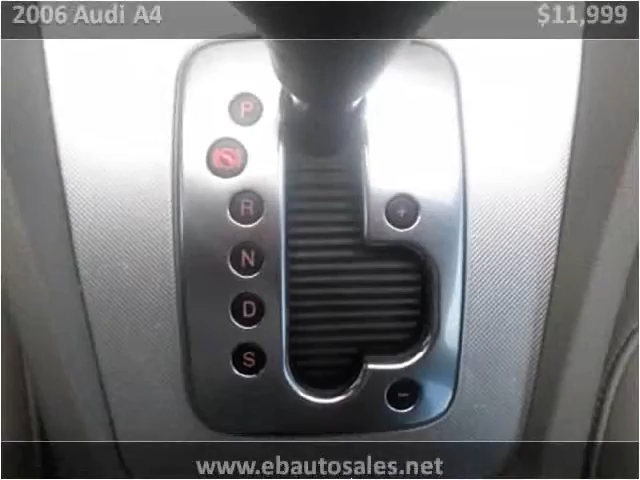 2006 Audi A4 $11,999
P
R +
N
D
S -
www.ebautosales.net